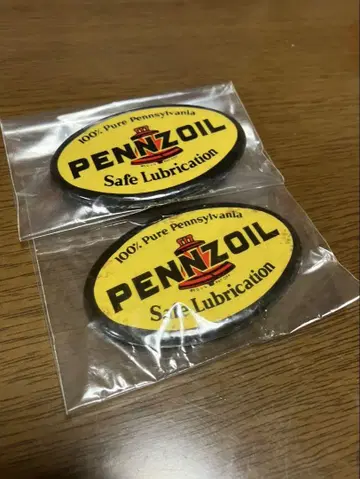 100% Pure Pennsylvania
PENNZOIL
Safe Lubrication
100% Pure Pennsylvania
PENNZOIL
Safe Lubrication